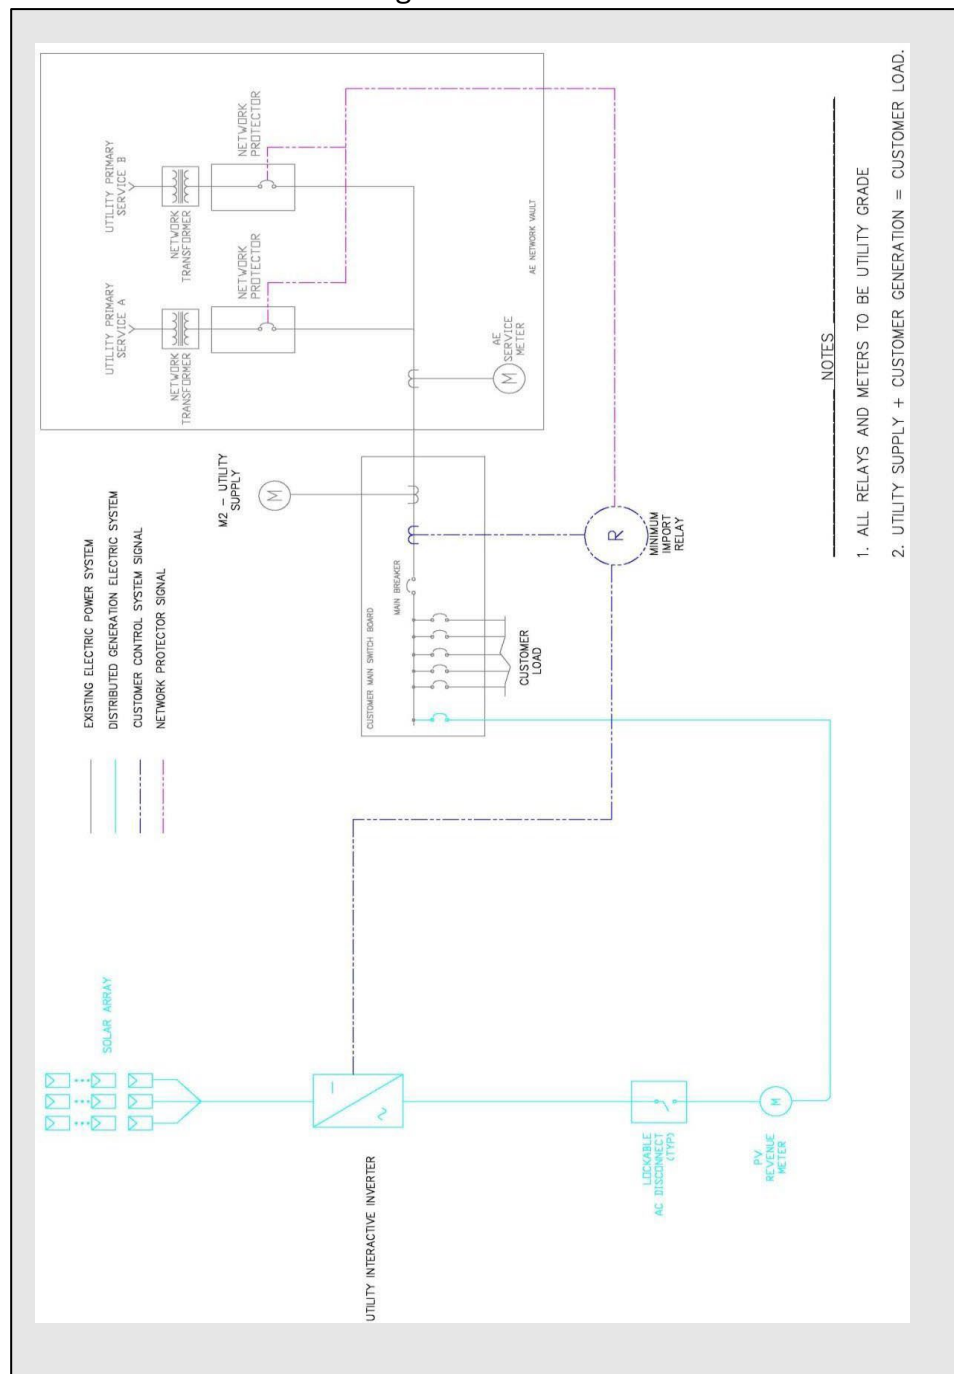 UTILITY PRIMARY
SERVICE B
NETWORK
TRANSFORMER
NETWORK
PROTECTOR
UTILITY PRIMARY
SERVICE A
NETWORK
TRANSFORMER
NETWORK
PROTECTOR
AE NETWORK VAULT
AE
SERVICE
METER
M
M2 – UTILITY
SUPPLY
M
CUSTOMER MAIN SWITCH BOARD
MAIN BREAKER
CUSTOMER
LOAD
R
MINIMUM
IMPORT
RELAY
EXISTING ELECTRIC POWER SYSTEM
DISTRIBUTED GENERATION ELECTRIC SYSTEM
CUSTOMER CONTROL SYSTEM SIGNAL
NETWORK PROTECTOR SIGNAL
SOLAR ARRAY
UTILITY INTERACTIVE INVERTER
LOCKABLE
AC DISCONNECT
(TYP)
M
PV
REVENUE
METER
NOTES
1. ALL RELAYS AND METERS TO BE UTILITY GRADE
2. UTILITY SUPPLY + CUSTOMER GENERATION = CUSTOMER LOAD.